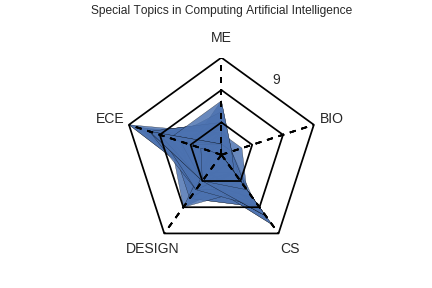 Special Topics in Computing Artificial Intelligence
ME
9
ECE
BIO
DESIGN
CS